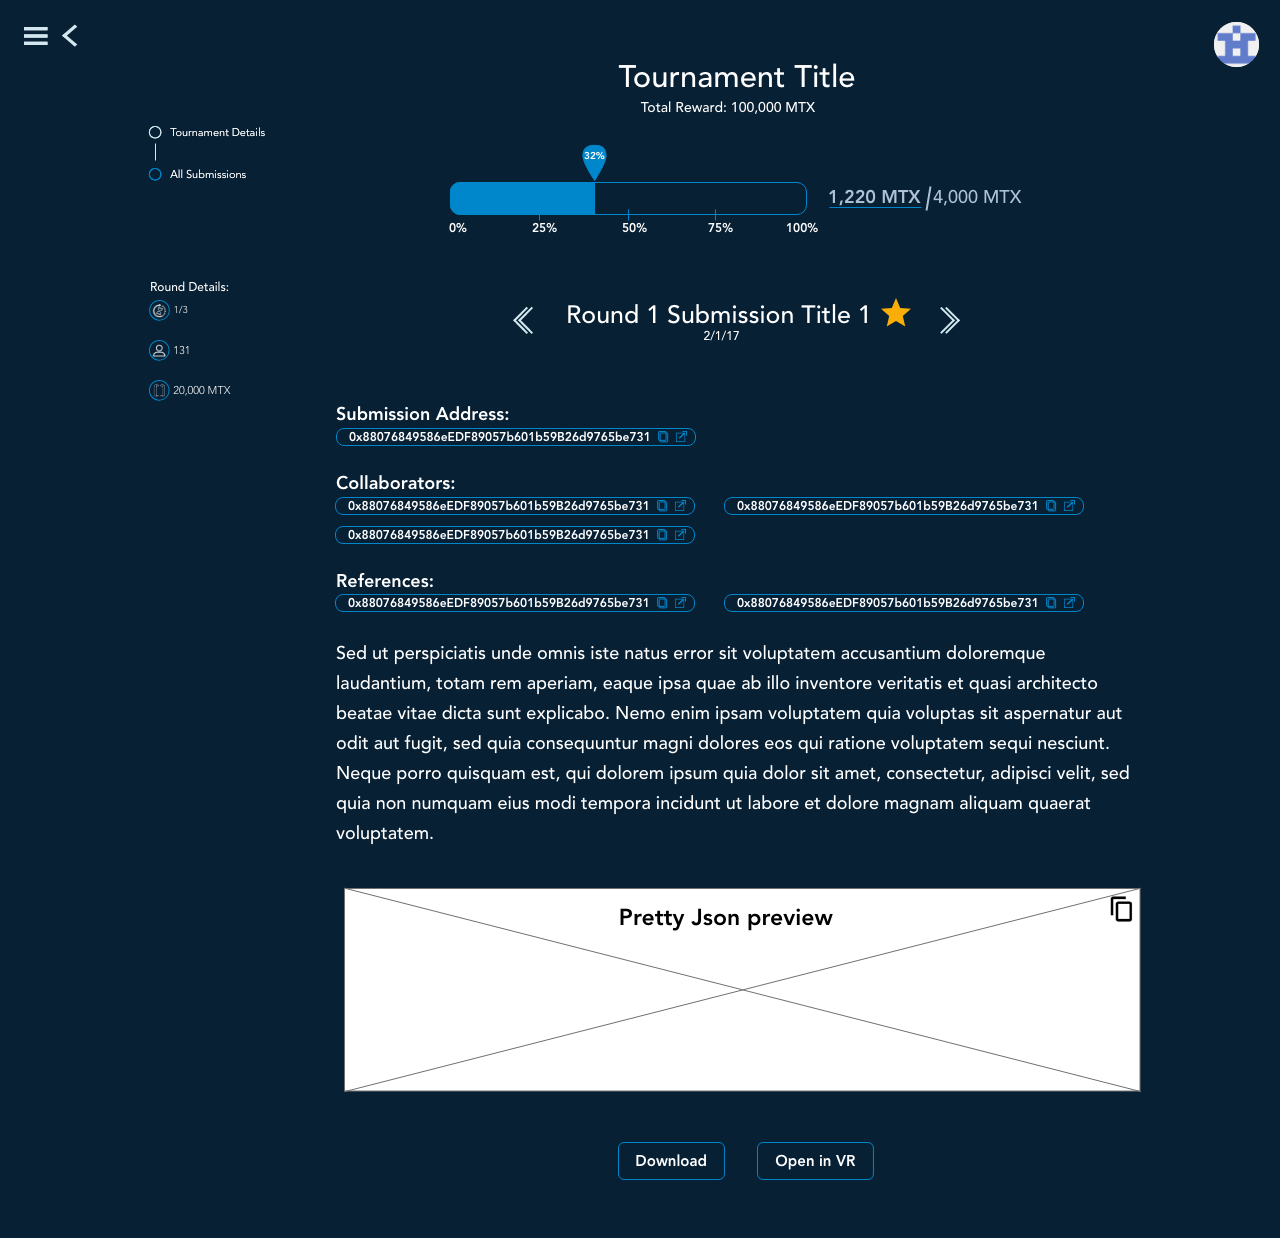 Tournament Title
Total Reward: 100,000 MTX
Tournament Details
All Submissions
32%
1,220 MTX/4,000 MTX
0% 25% 50% 75% 100%
Round Details:
1/3
131
20,000 MTX
Round 1 Submission Title 1
2/1/17
Submission Address:
0x88076849586eEDF89057b601b59B26d9765be731
Collaborators:
0x88076849586eEDF89057b601b59B26d9765be731 0x88076849586eEDF89057b601b59B26d9765be731
0x88076849586eEDF89057b601b59B26d9765be731
References:
0x88076849586eEDF89057b601b59B26d9765be731 0x88076849586eEDF89057b601b59B26d9765be731
Sed ut perspiciatis unde omnis iste natus error sit voluptatem accusantium doloremque
laudantium, totam rem aperiam, eaque ipsa quae ab illo inventore veritatis et quasi architecto
beatae vitae dicta sunt explicabo. Nemo enim ipsam voluptatem quia voluptas sit aspernatur aut
odit aut fugit, sed quia consequuntur magni dolores eos qui ratione voluptatem sequi nesciunt.
Neque porro quisquam est, qui dolorem ipsum quia dolor sit amet, consectetur, adipisci velit, sed
quia non numquam eius modi tempora incidunt ut labore et dolore magnam aliquam quaerat
voluptatem.
Pretty Json preview
Download
Open in VR